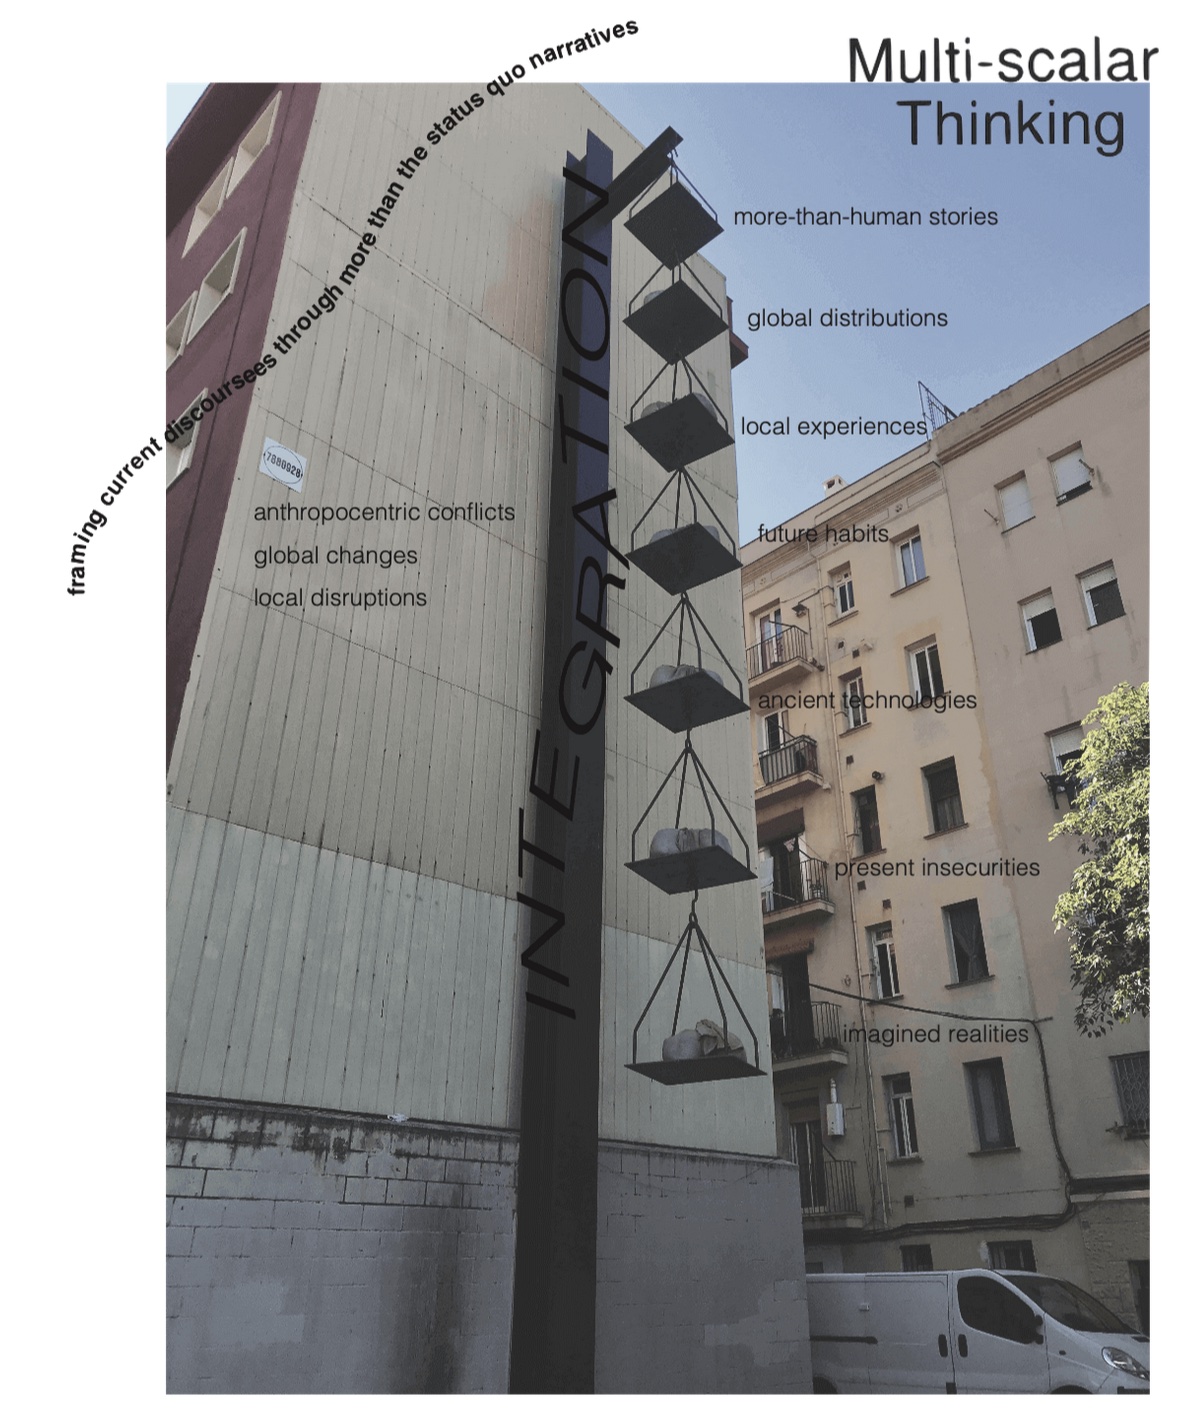 Multi-scalar
Thinking
framing current discoursees through more than the status quo narratives
more-than-human stories
global distributions
local experiences
7880928
anthropocentric conflicts
global changes
local disruptions
INTEGRATION
future habits
ancient technologies
present insecurities
imagined realities